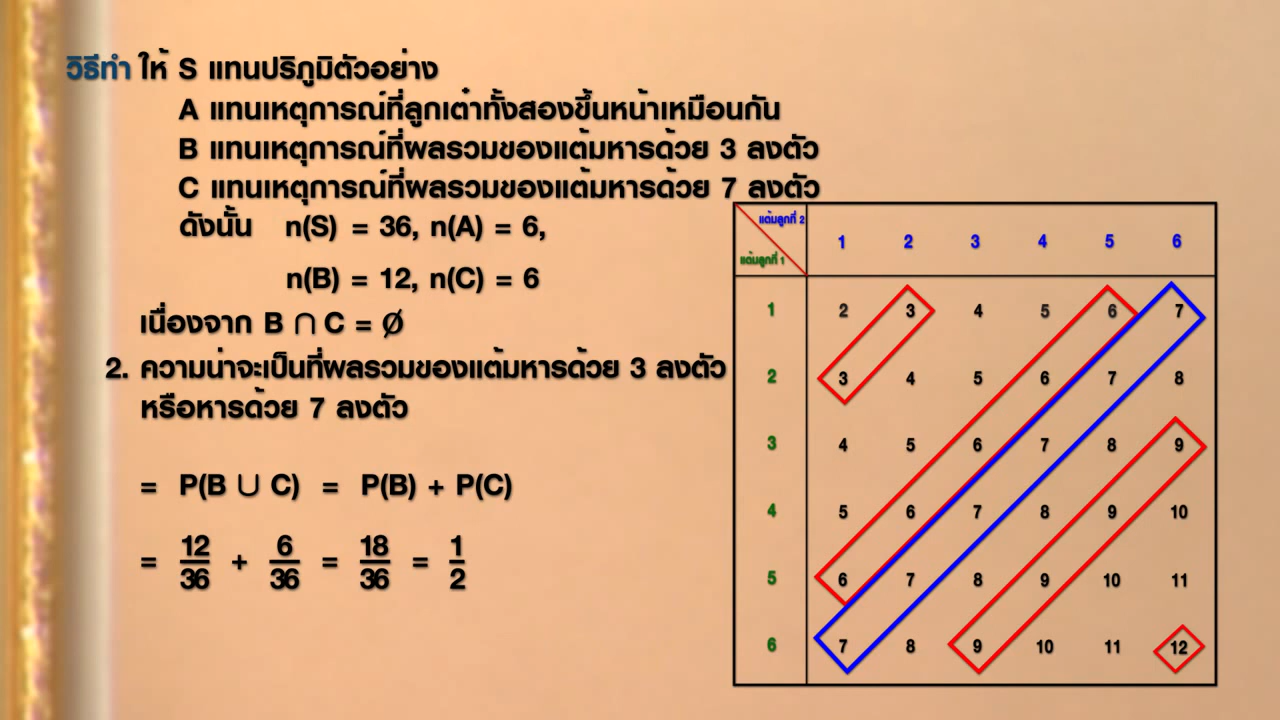 วิธีทำ ให้ S แทนปริภูมิตัวอย่าง
A แทนเหตุการณ์ที่ลูกเต๋าทั้งสองขึ้นหน้าเหมือนกัน
B แทนเหตุการณ์ที่ผลรวมของแต้มหารด้วย 3 ลงตัว
C แทนเหตุการณ์ที่ผลรวมของแต้มหารด้วย 7 ลงตัว
ดังนั้น n(S) = 36, n(A) = 6,
n(B) = 12, n(C) = 6
เนื่องจาก B ∩ C = Ø
2. ความน่าจะเป็นที่ผลรวมของแต้มหารด้วย 3 ลงตัว
หรือหารด้วย 7 ลงตัว
= P(B ∪ C) = P(B) + P(C)
= 12/36 + 6/36 = 18/36 = 1/2
แต้มลูกที่ 2
แต้มลูกที่ 1
1 2 3 4 5 6
1 2 3 4 5 6 7
2 3 4 5 6 7 8
3 4 5 6 7 8 9
4 5 6 7 8 9 10
5 6 7 8 9 10 11
6 7 8 9 10 11 12